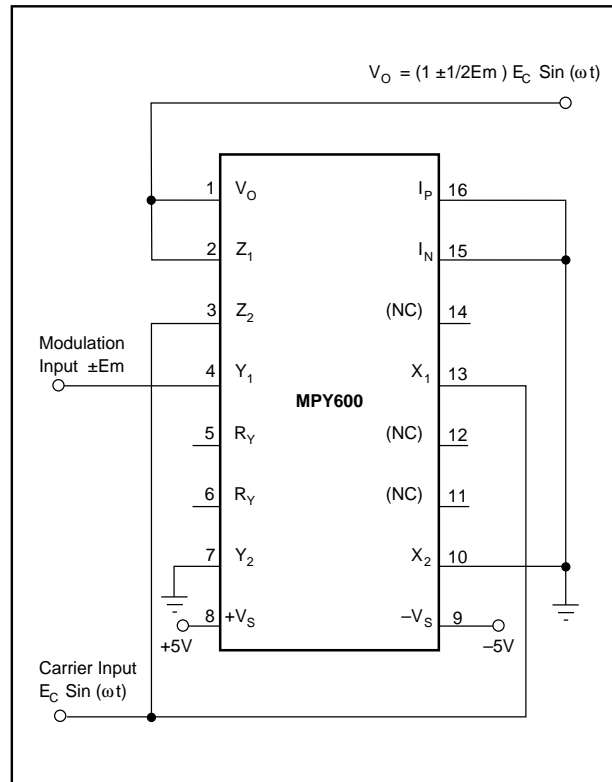 V_O = (1 ±1/2Em ) E_C Sin (ωt)
1 V_O I_P 16
2 Z_1 I_N 15
3 Z_2 (NC) 14
Modulation
Input ±Em
4 Y_1 X_1 13
MPY600
5 R_Y (NC) 12
6 R_Y (NC) 11
7 Y_2 X_2 10
8 +V_S –V_S 9
+5V –5V
Carrier Input
E_C Sin (ωt)